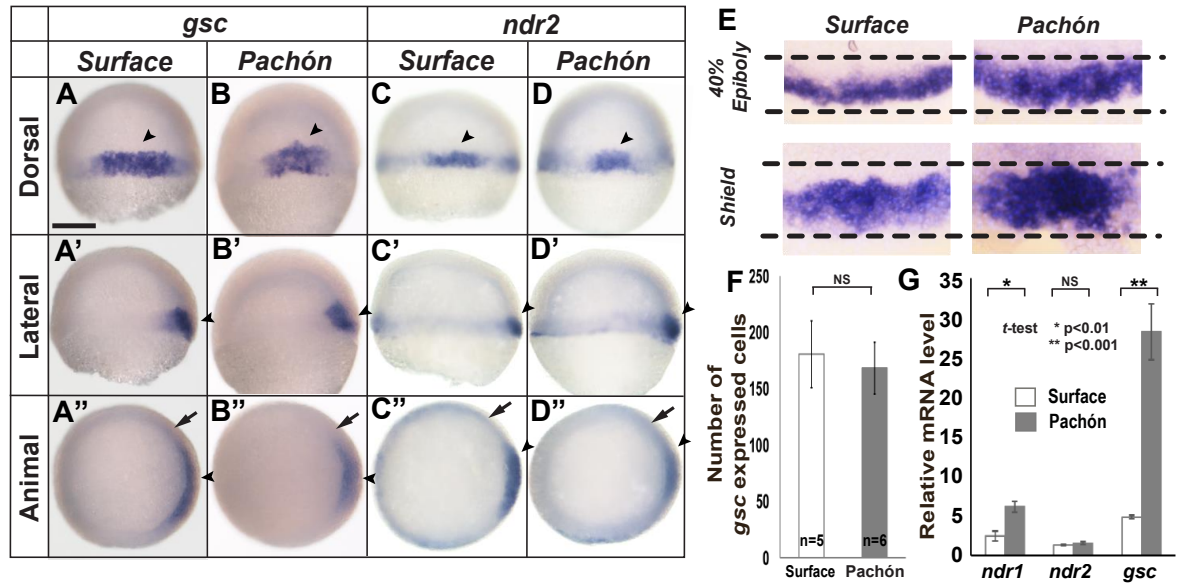 gsc ndr2
Surface Pachón Surface Pachón
Dorsal
A B C D
Lateral
A’ B’ C’ D’
Animal
A” B” C” D”
E Surface Pachón
40% Epiboly
Shield
F
Number of
gsc expressed cells
250
200
150
100
50
0
NS
n=5 n=6
Surface Pachón
G
Relative mRNA level
35
30
25
20
15
10
5
0
* NS **
t-test * p<0.01
** p<0.001
Surface
Pachón
ndr1 ndr2 gsc